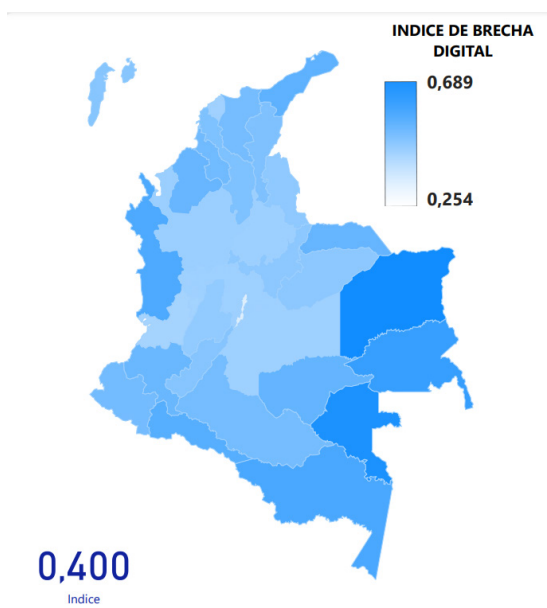 INDICE DE BRECHA
DIGITAL
0,689
0,254
0,400
Indice